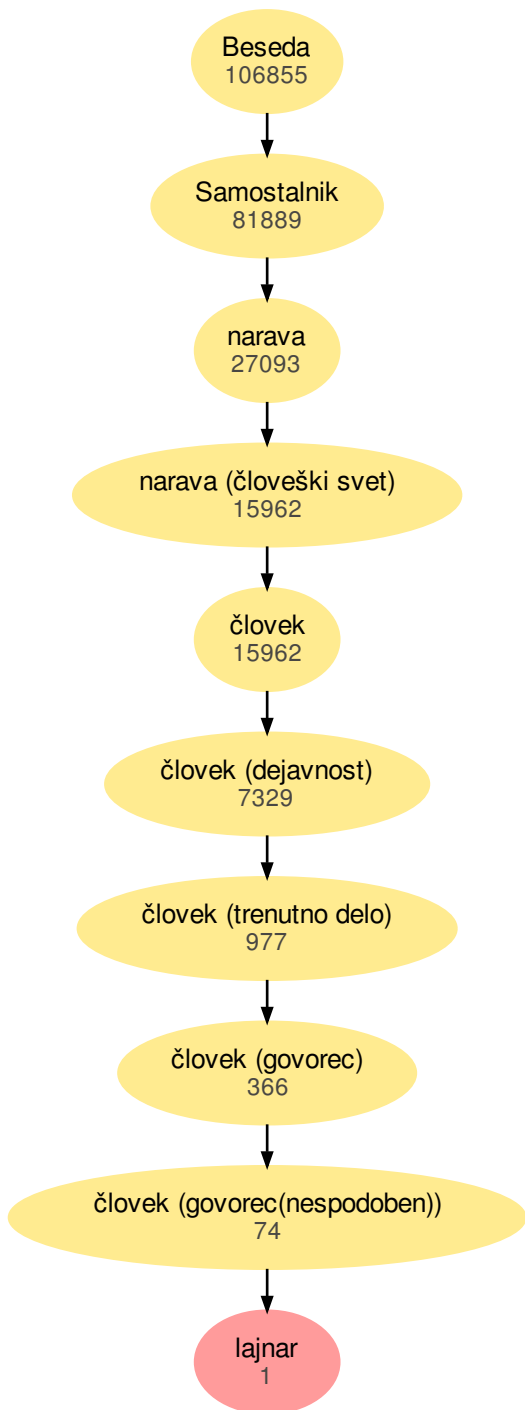 Beseda
106855
Samostalnik
81889
narava
27093
narava (človeški svet)
15962
človek
15962
človek (dejavnost)
7329
človek (trenutno delo)
977
človek (govorec)
366
človek (govorec(nespodoben))
74
lajnar
1